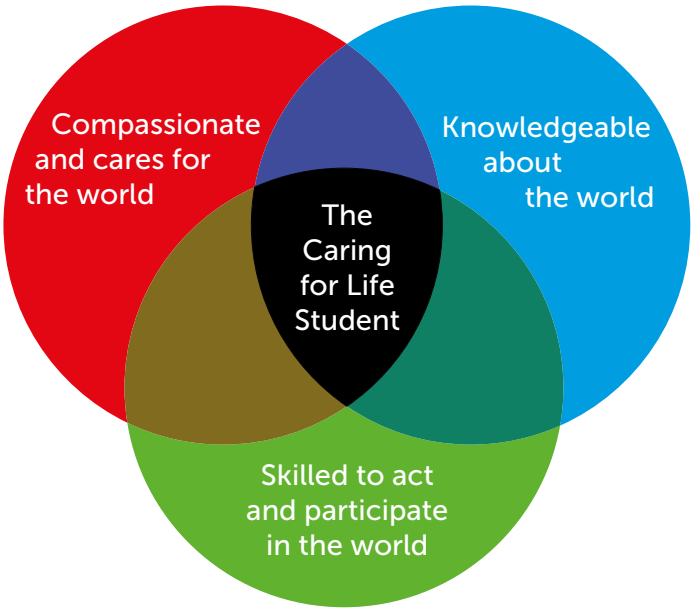 Compassionate
and cares for
the world
Knowledgeable
about
the world
The
Caring
for Life
Student
Skilled to act
and participate
in the world